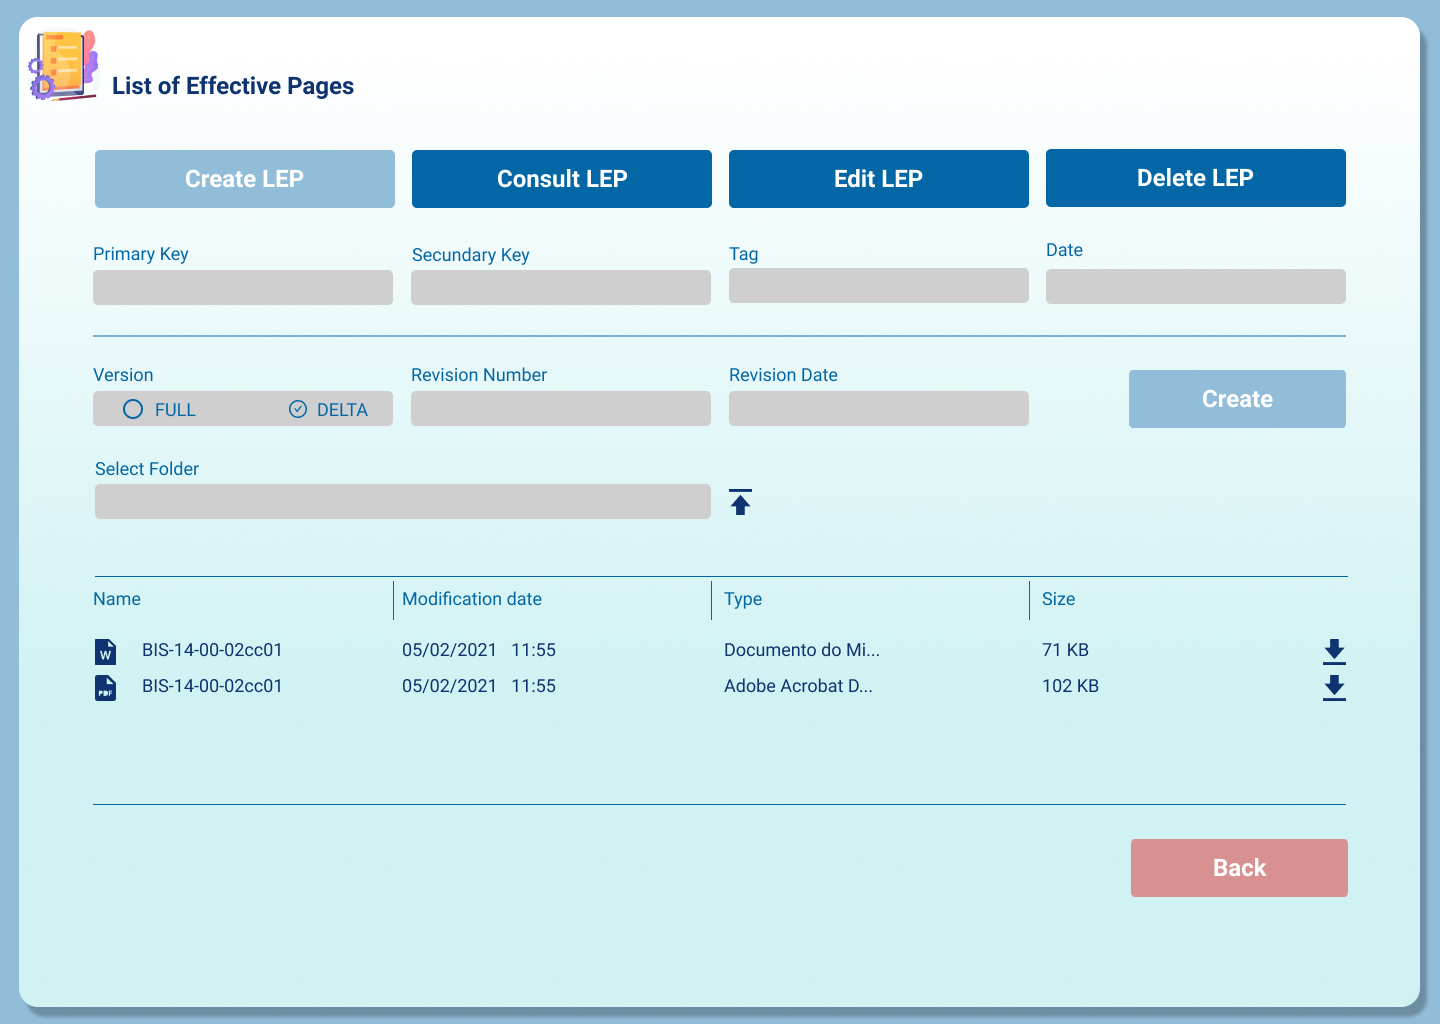 List of Effective Pages
Create LEP
Consult LEP
Edit LEP
Delete LEP
Primary Key
Secundary Key
Tag
Date
Version
Revision Number
Revision Date
FULL
DELTA
Create
Select Folder
Name
Modification date
Type
Size
W
BIS-14-00-02cc01
05/02/2021 11:55
Documento do Mi...
71 KB
PDF
BIS-14-00-02cc01
05/02/2021 11:55
Adobe Acrobat D...
102 KB
Back